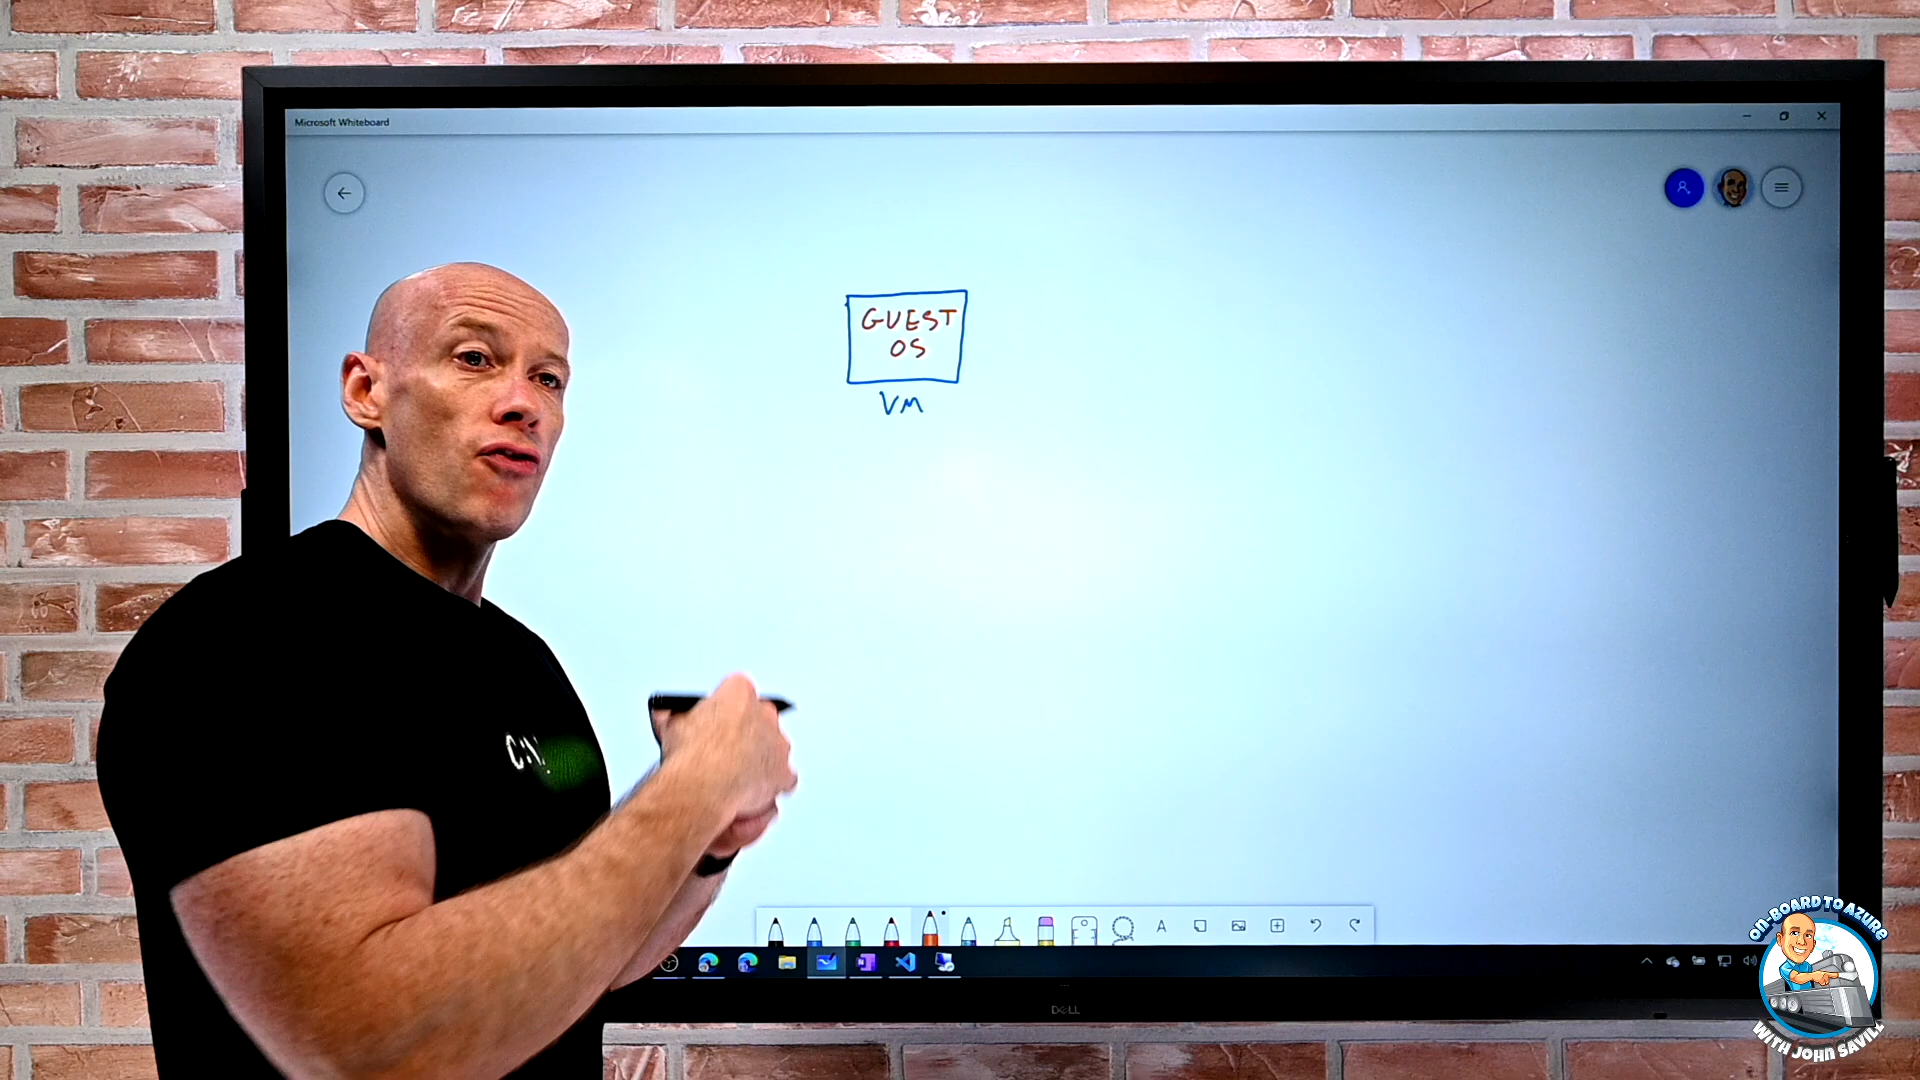 Microsoft Whiteboard
GUEST
OS
VM
DELL
ON-BOARD TO AZURE
WITH JOHN SAVILL